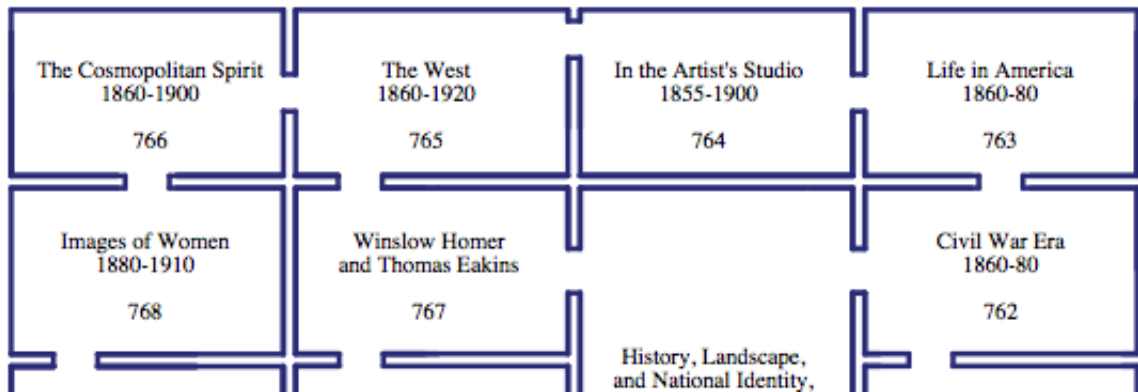 The Cosmopolitan Spirit
1860-1900
766
The West
1860-1920
765
In the Artist's Studio
1855-1900
764
Life in America
1860-80
763
Images of Women
1880-1910
768
Winslow Homer
and Thomas Eakins
767
Civil War Era
1860-80
762
History, Landscape,
and National Identity,